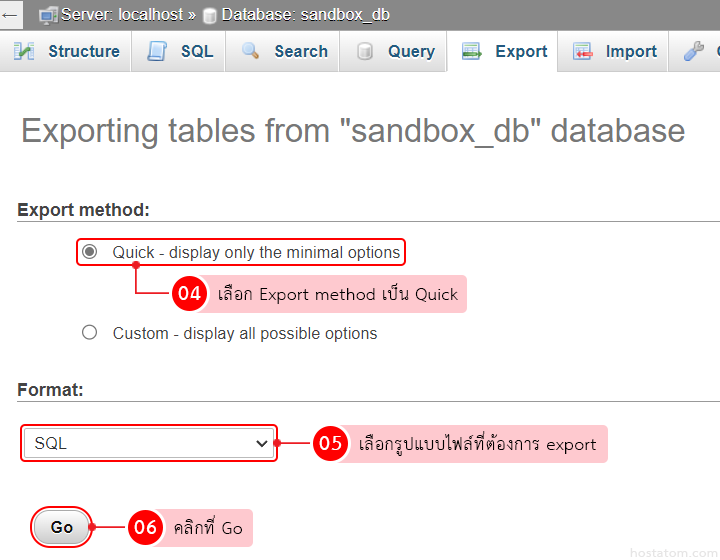 ← Server: localhost » Database: sandbox_db
Structure SQL Search Query Export Import
Exporting tables from "sandbox_db" database
Export method:
Quick - display only the minimal options
04 เลือก Export method เป็น Quick
Custom - display all possible options
Format:
SQL 05 เลือกรูปแบบไฟล์ที่ต้องการ export
Go 06 คลิกที่ Go
hostatom.com